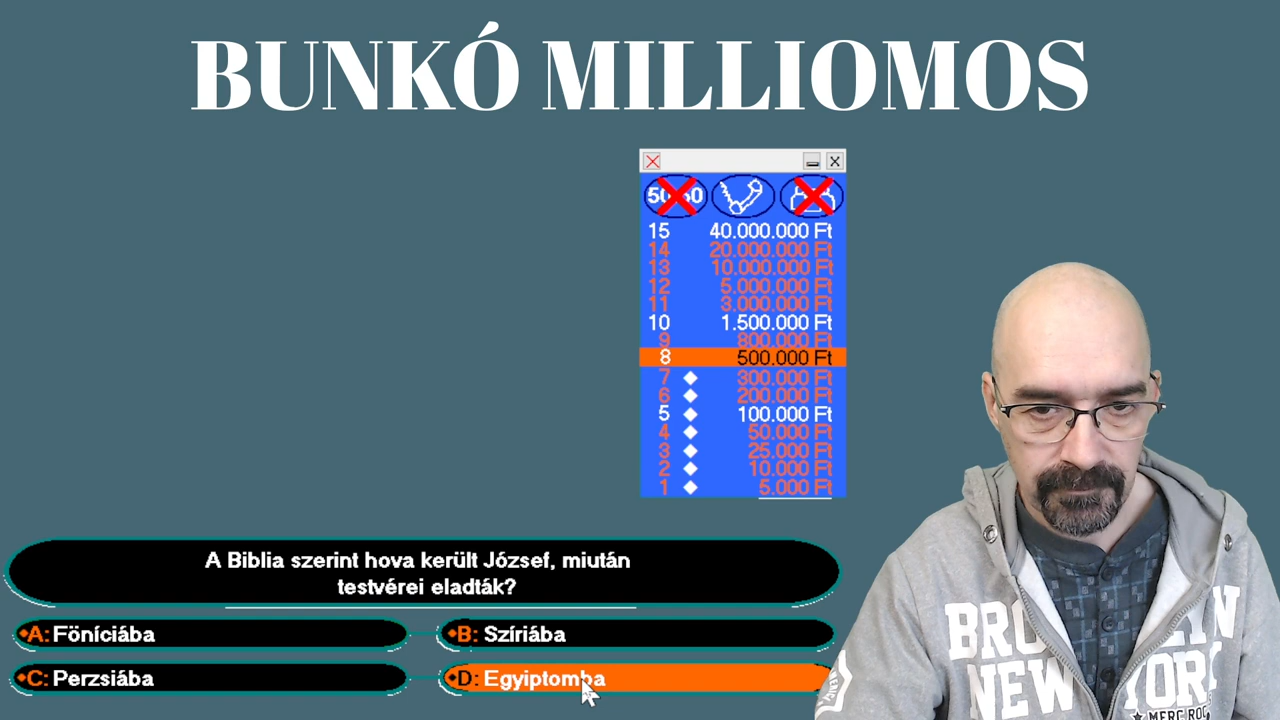 BUNKÓ MILLIOMOS
15 40.000.000 Ft
14 20.000.000 Ft
13 10.000.000 Ft
12 5.000.000 Ft
11 3.000.000 Ft
10 1.500.000 Ft
9 800.000 Ft
8 500.000 Ft
7 300.000 Ft
6 200.000 Ft
5 100.000 Ft
4 50.000 Ft
3 25.000 Ft
2 10.000 Ft
1 5.000 Ft
A Biblia szerint hova került József, miután
testvérei eladták?
A: Föníciába
B: Szíriába
C: Perzsiába
D: Egyiptomba
NEW YORK